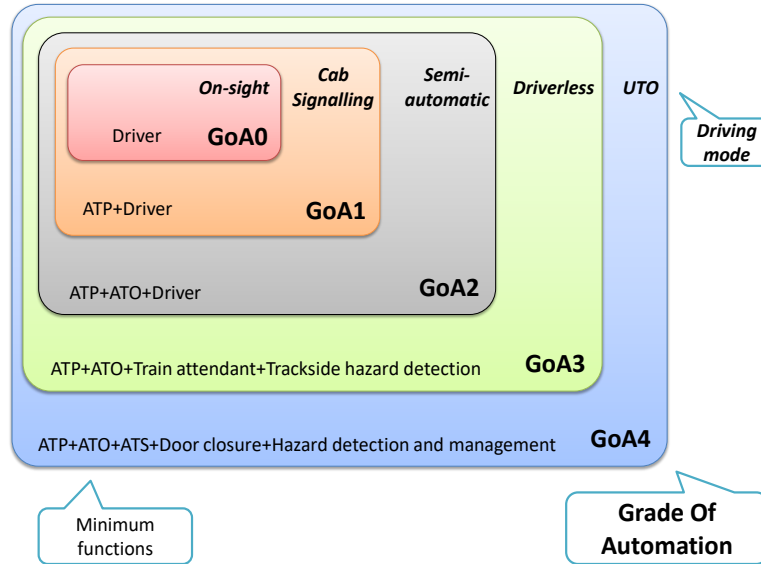 On-sight
Cab
Signalling
Semi-
automatic
Driverless
UTO
Driving
mode
Driver
GoA0
ATP+Driver
GoA1
ATP+ATO+Driver
GoA2
ATP+ATO+Train attendant+Trackside hazard detection
GoA3
ATP+ATO+ATS+Door closure+Hazard detection and management
GoA4
Minimum
functions
Grade Of
Automation